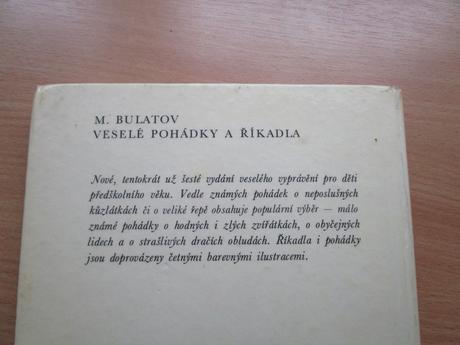 M. BULATOV
VESELÉ POHÁDKY A ŘÍKADLA
Nové, tentokrát už šesté vydání veselého vyprávění pro děti
předškolního věku. Vedle známých pohádek o neposlušných
kůzlátkách či o veliké řepě obsahuje populární výběr — málo
známé pohádky o hodných i zlých zvířátkách, o obyčejných
lidech a o strašlivých dračích obludách. Říkadla i pohádky
jsou doprovázeny četnými barevnými ilustracemi.